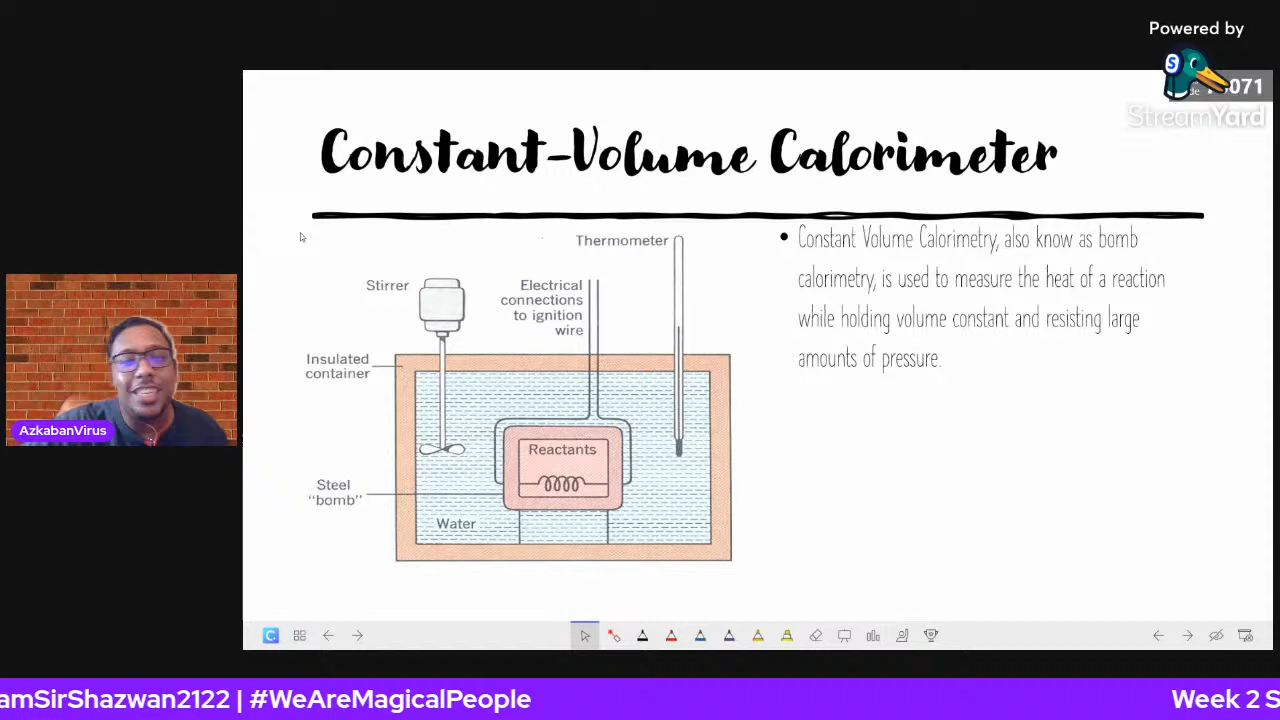 Powered by
071
StreamYard
Constant-Volume Calorimeter
Thermometer
Stirrer
Electrical
connections
to ignition
wire
Insulated
container
Reactants
Steel
"bomb"
Water
• Constant Volume Calorimetry, also know as bomb
calorimetry, is used to measure the heat of a reaction
while holding volume constant and resisting large
amounts of pressure.
AzkabanVirus
amSirShazwan2122 | #WeAreMagicalPeople
Week 2 S